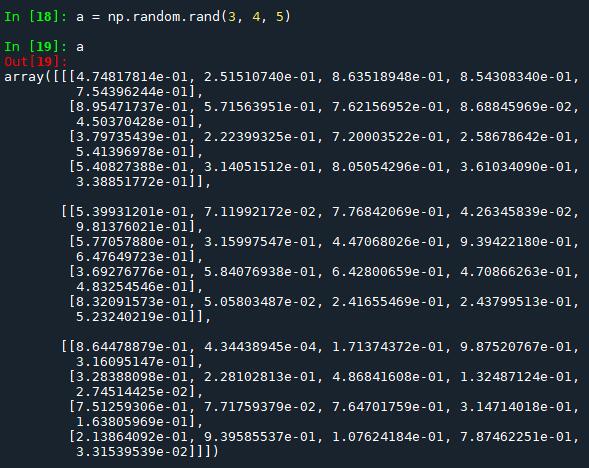 In [18]: a = np.random.rand(3, 4, 5)
In [19]: a
Out[19]:
array([[[4.74817814e-01, 2.51510740e-01, 8.63518948e-01, 8.54308340e-01,
7.54396244e-01],
[8.95471737e-01, 5.71563951e-01, 7.62156952e-01, 8.68845969e-02,
4.50370428e-01],
[3.79735439e-01, 2.22399325e-01, 7.20003522e-01, 2.58678642e-01,
5.41396978e-01],
[5.40827388e-01, 3.14051512e-01, 8.05054296e-01, 3.61034090e-01,
3.38851772e-01]],
[[5.39931201e-01, 7.11992172e-02, 7.76842069e-01, 4.26345839e-02,
9.81376021e-01],
[5.77057880e-01, 3.15997547e-01, 4.47068026e-01, 9.39422180e-01,
6.47649723e-01],
[3.69276776e-01, 5.84076938e-01, 6.42800659e-01, 4.70866263e-01,
4.83254546e-01],
[8.32091573e-01, 5.05803487e-02, 2.41655469e-01, 2.43799513e-01,
5.23240219e-01]],
[[8.64478879e-01, 4.34438945e-04, 1.71374372e-01, 9.87520767e-01,
3.16095147e-01],
[3.28388098e-01, 2.28102813e-01, 4.86841608e-01, 1.32487124e-01,
2.74514425e-02],
[7.51259306e-01, 7.71759379e-02, 7.64701759e-01, 3.14714018e-01,
1.63805969e-01],
[2.13864092e-01, 9.39585537e-01, 1.07624184e-01, 7.87462251e-01,
3.31539539e-02]]])